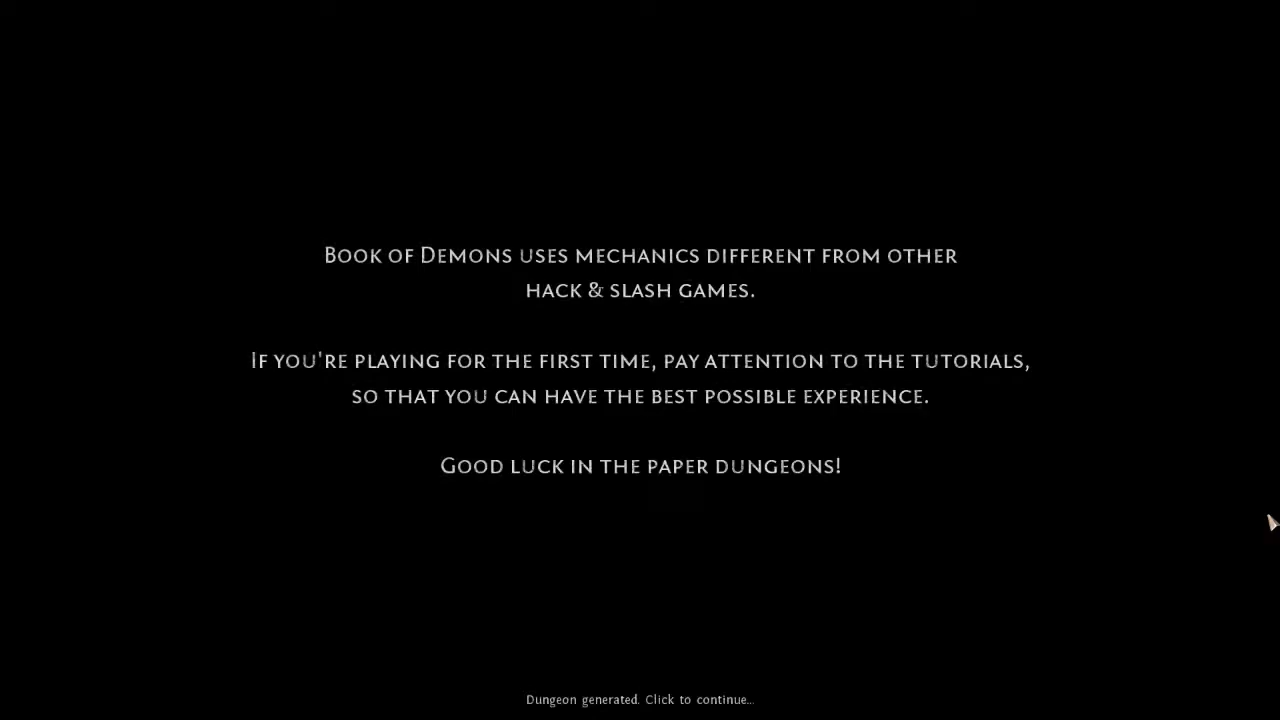 Book of Demons uses mechanics different from other
hack & slash games.
If you're playing for the first time, pay attention to the tutorials,
so that you can have the best possible experience.
Good luck in the paper dungeons!
Dungeon generated. Click to continue...